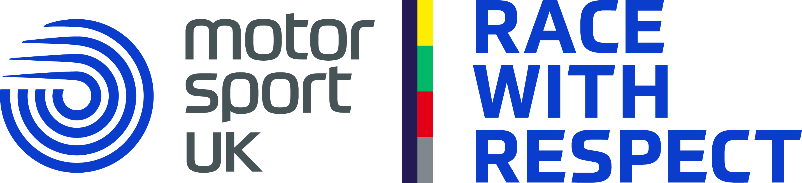 motor
sport
UK
RACE
WITH
RESPECT